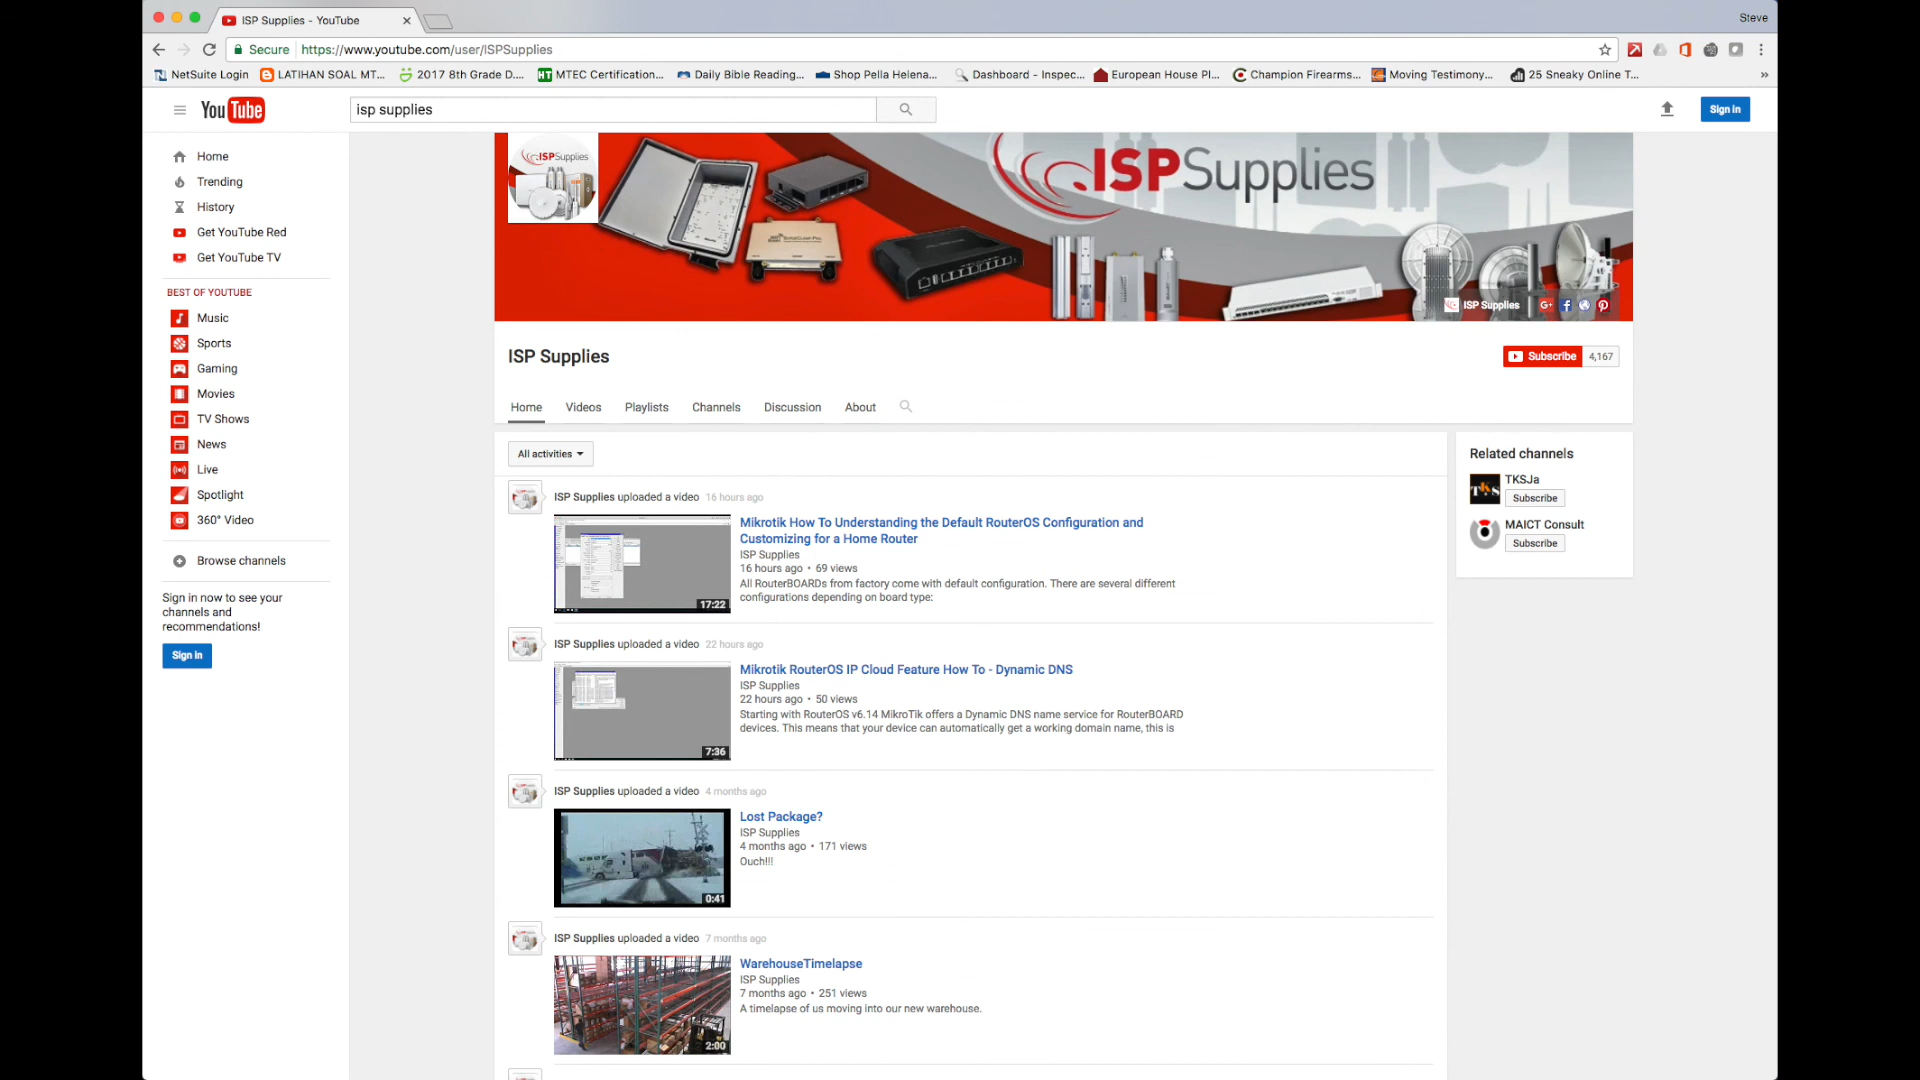 ISP Supplies - YouTube
Steve
Secure https://www.youtube.com/user/ISPSupplies
NetSuite Login LATIHAN SOAL MT... 2017 8th Grade D.... MTEC Certification... Daily Bible Reading... Shop Pella Helena... Dashboard - Inspec... European House Pl... Champion Firearms... Moving Testimony... 25 Sneaky Online T... »
YouTube
isp supplies
Sign in
Home
Trending
History
Get YouTube Red
Get YouTube TV
BEST OF YOUTUBE
Music
Sports
Gaming
Movies
TV Shows
News
Live
Spotlight
360° Video
Browse channels
Sign in now to see your
channels and
recommendations!
Sign in
ISPSupplies
ISPSupplies
ISP Supplies G+
ISP Supplies
Subscribe 4,167
Home Videos Playlists Channels Discussion About
All activities
ISP Supplies uploaded a video 16 hours ago
17:22
Mikrotik How To Understanding the Default RouterOS Configuration and
Customizing for a Home Router
ISP Supplies
16 hours ago • 69 views
All RouterBOARDs from factory come with default configuration. There are several different
configurations depending on board type:
ISP Supplies uploaded a video 22 hours ago
7:36
Mikrotik RouterOS IP Cloud Feature How To - Dynamic DNS
ISP Supplies
22 hours ago • 50 views
Starting with RouterOS v6.14 MikroTik offers a Dynamic DNS name service for RouterBOARD
devices. This means that your device can automatically get a working domain name, this is
ISP Supplies uploaded a video 4 months ago
0:41
Lost Package?
ISP Supplies
4 months ago • 171 views
Ouch!!!
ISP Supplies uploaded a video 7 months ago
2:00
WarehouseTimelapse
ISP Supplies
7 months ago • 251 views
A timelapse of us moving into our new warehouse.
Related channels
TKS
TKSJa
Subscribe
MAICT Consult
Subscribe